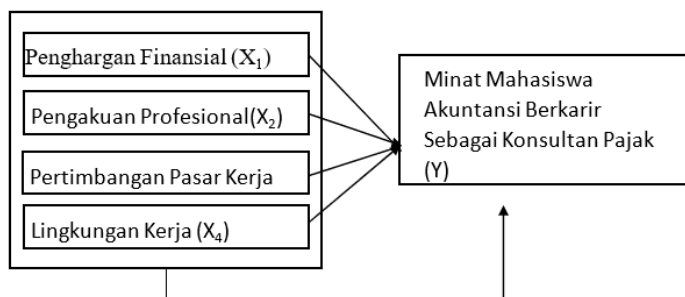 Penghargan Finansial (X₁)
Pengakuan Profesional(X₂)
Pertimbangan Pasar Kerja
Lingkungan Kerja (X₄)
Minat Mahasiswa
Akuntansi Berkarir
Sebagai Konsultan Pajak
(Y)